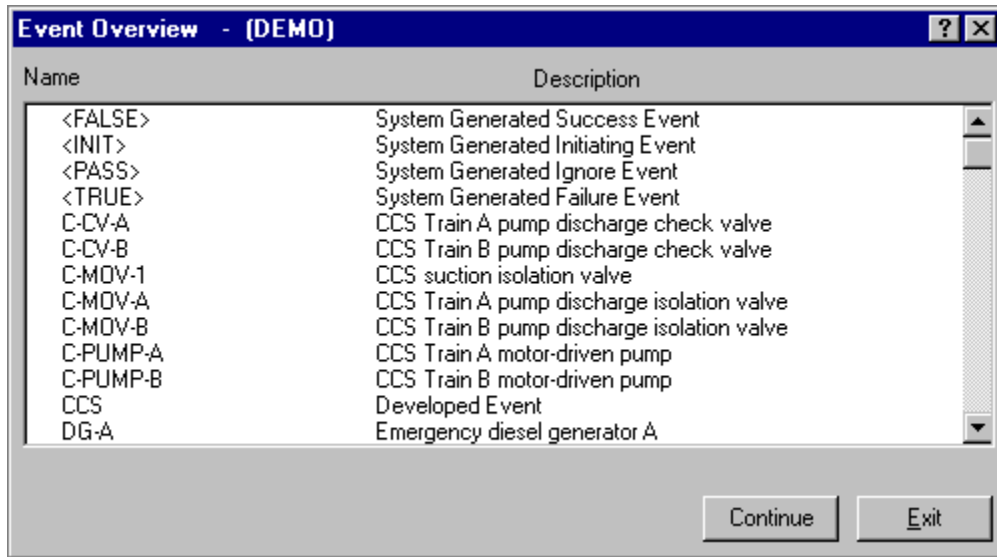 Event Overview - (DEMO)
Name Description
<FALSE> System Generated Success Event
<INIT> System Generated Initiating Event
<PASS> System Generated Ignore Event
<TRUE> System Generated Failure Event
C-CV-A CCS Train A pump discharge check valve
C-CV-B CCS Train B pump discharge check valve
C-MOV-1 CCS suction isolation valve
C-MOV-A CCS Train A pump discharge isolation valve
C-MOV-B CCS Train B pump discharge isolation valve
C-PUMP-A CCS Train A motor-driven pump
C-PUMP-B CCS Train B motor-driven pump
CCS Developed Event
DG-A Emergency diesel generator A
Continue Exit